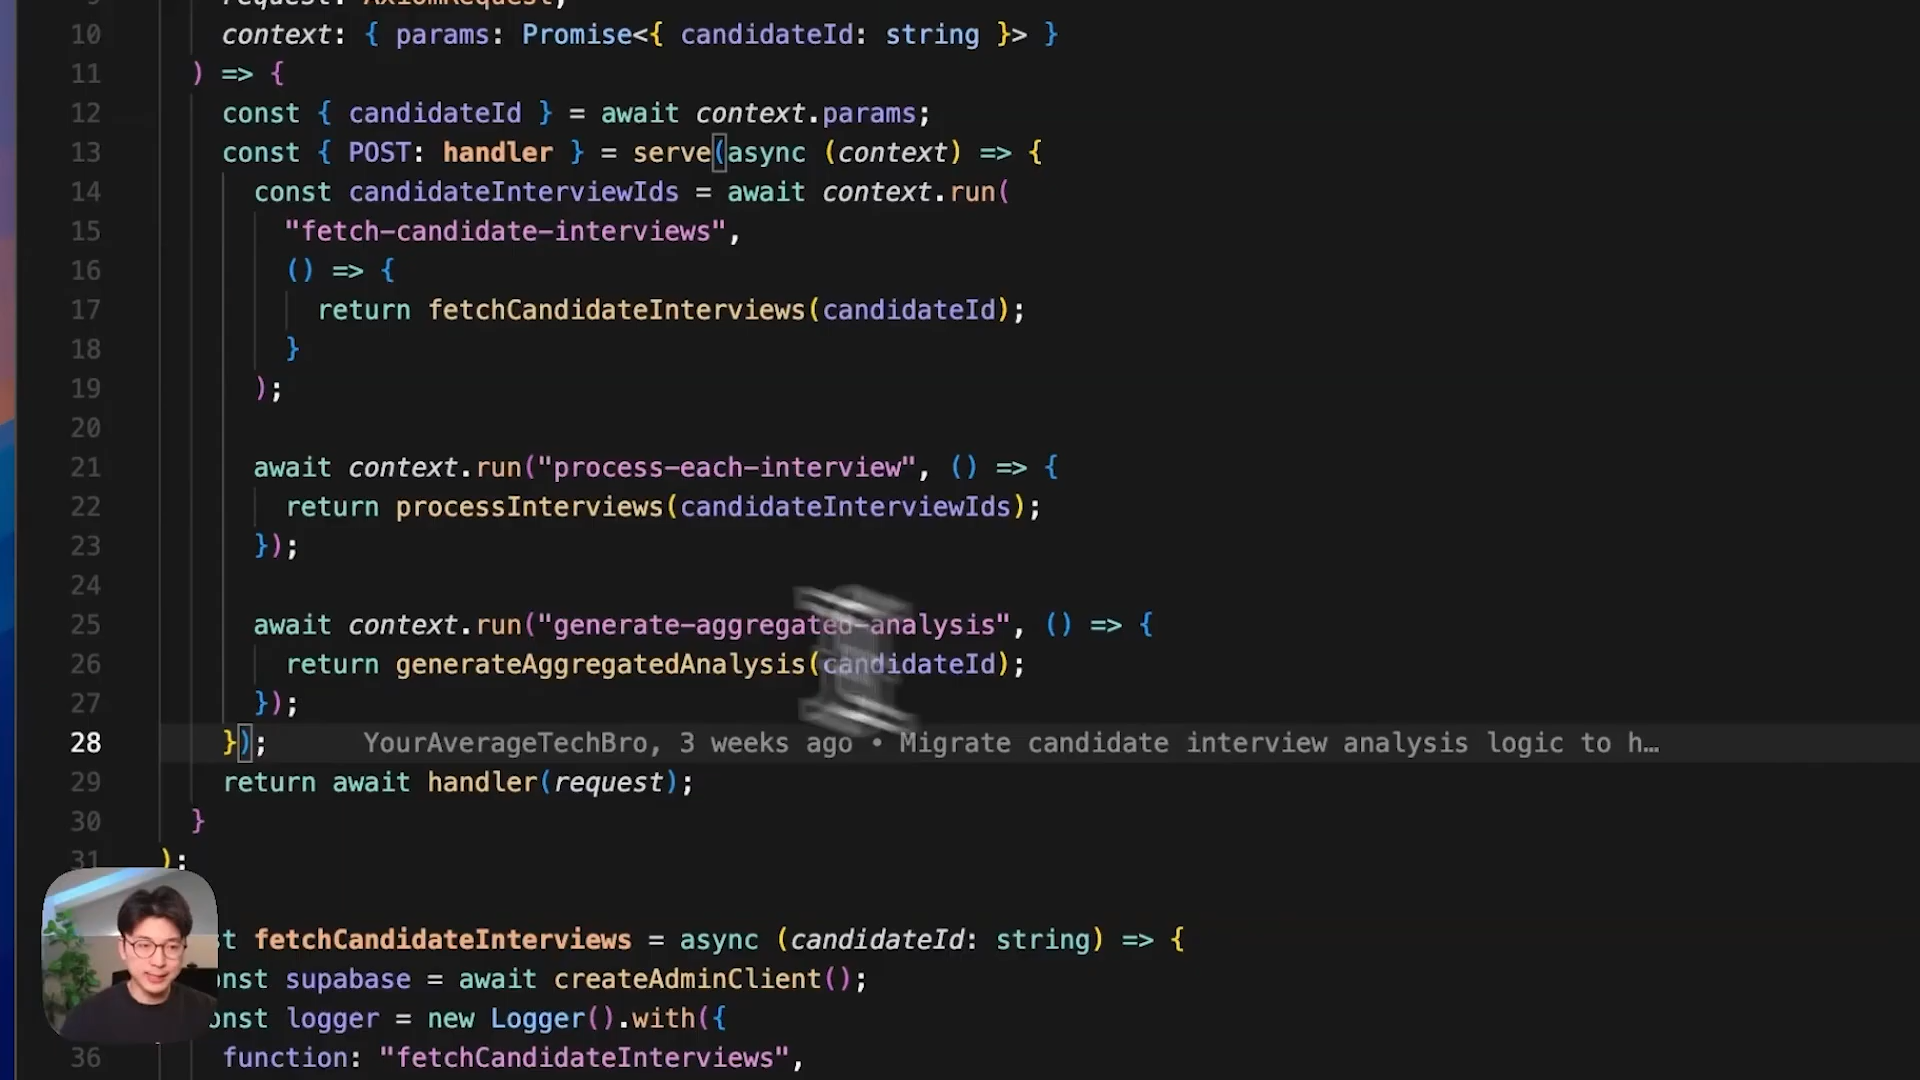 9 request: AxiomRequest,
10 context: { params: Promise<{ candidateId: string }> }
11 ) => {
12 const { candidateId } = await context.params;
13 const { POST: handler } = serve(async (context) => {
14 const candidateInterviewIds = await context.run(
15 "fetch-candidate-interviews",
16 () => {
17 return fetchCandidateInterviews(candidateId);
18 }
19 );
20
21 await context.run("process-each-interview", () => {
22 return processInterviews(candidateInterviewIds);
23 });
24
25 await context.run("generate-aggregated-analysis", () => {
26 return generateAggregatedAnalysis(candidateId);
27 });
28 }); YourAverageTechBro, 3 weeks ago • Migrate candidate interview analysis logic to h…
29 return await handler(request);
30 }
31 );
t fetchCandidateInterviews = async (candidateId: string) => {
onst supabase = await createAdminClient();
onst logger = new Logger().with({
36 function: "fetchCandidateInterviews",